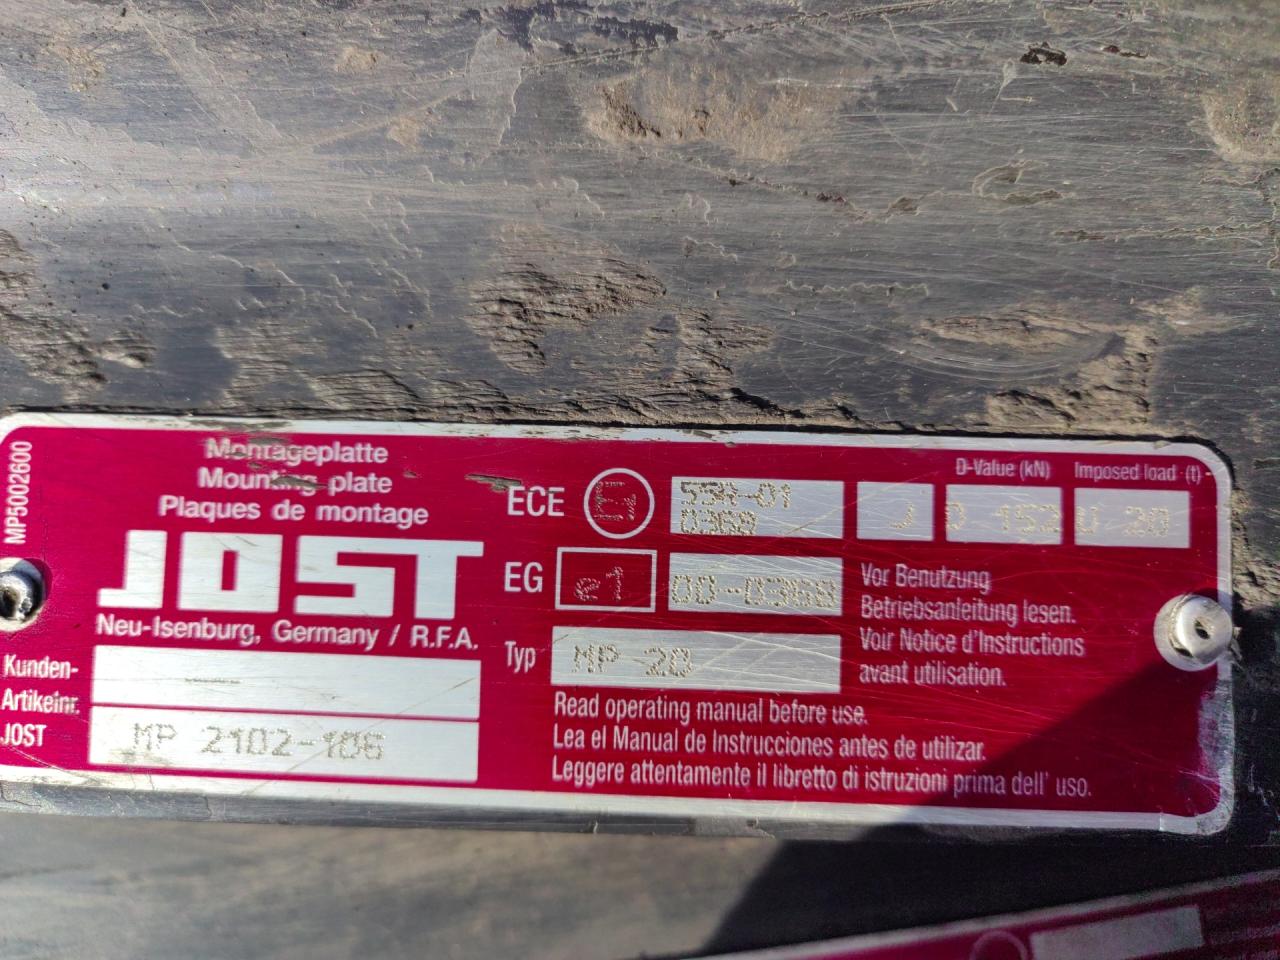 MP5002600
Montageplatte
Mounting plate
Plaques de montage
JOST
Neu-Isenburg, Germany / R.F.A.
Kunden-
Artikelnr.
JOST
MP 2102-106
ECE
E1
55R-01
0368
J
D-Value (kN)
D 152
Imposed load (t)
U 20
EG
e1
00-0368
Typ
MP 20
Vor Benutzung
Betriebsanleitung lesen.
Voir Notice d'Instructions
avant utilisation.
Read operating manual before use.
Lea el Manual de Instrucciones antes de utilizar.
Leggere attentamente il libretto di istruzioni prima dell' uso.